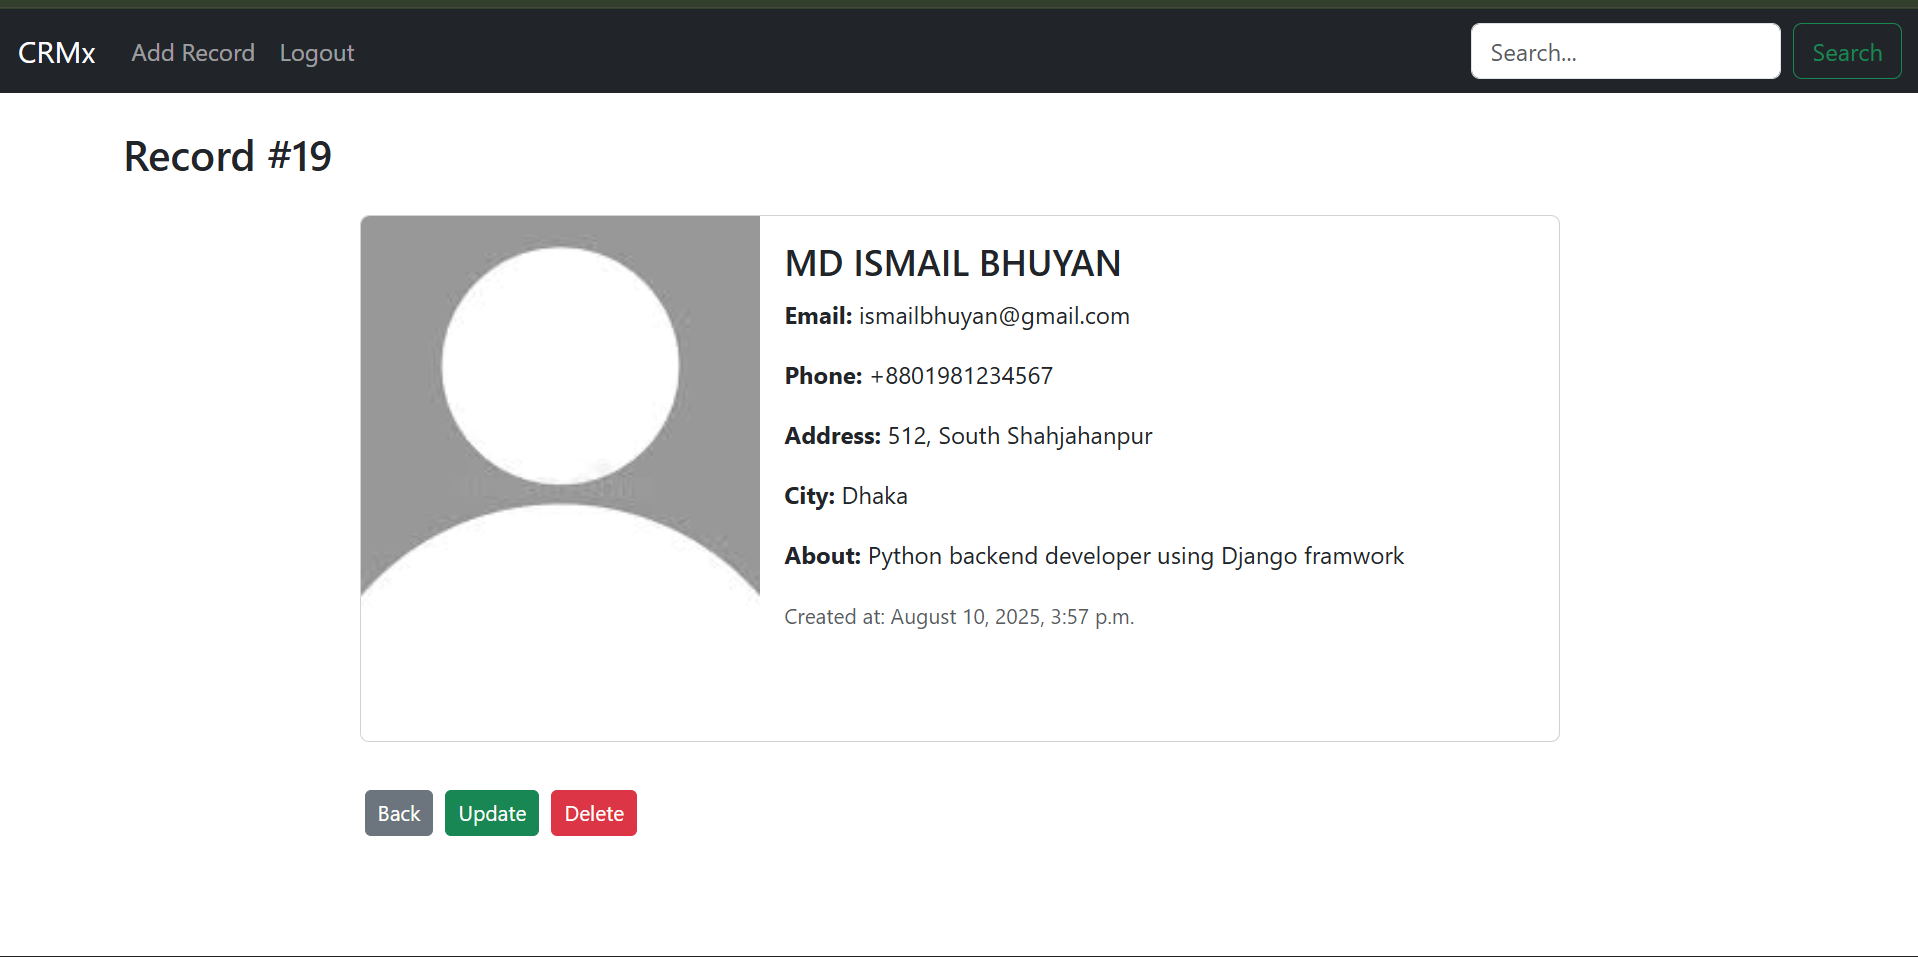 CRMx Add Record Logout Search... Search
Record #19
MD ISMAIL BHUYAN
Email: ismailbhuyan@gmail.com
Phone: +8801981234567
Address: 512, South Shahjahanpur
City: Dhaka
About: Python backend developer using Django framwork
Created at: August 10, 2025, 3:57 p.m.
Back Update Delete